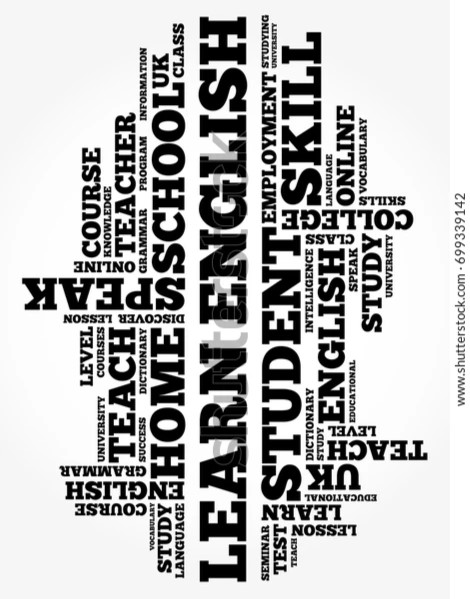 STUDYING
UNIVERSITY
SKILL
EMPLOYMENT
LANGUAGE
ONLINE
VOCABULARY
SKILLS
COLLEGE
CLASS
INTELLIGENCE
SPEAK
STUDY
UNIVERSITY
ENGLISH
STUDENT
EDUCATIONAL
DICTIONARY
STUDY
LEVEL
TEACH
UK
EDUCATIONAL
LEARN
LESSON
SEMINAR
TEST
TEACH
LEARN ENGLISH
shutterstock
CLASS
UK
INFORMATION
SCHOOL
PROGRAM
TEACHER
GRAMMAR
COURSE
KNOWLEDGE
ONLINE
SPEAK
DISCOVER
LESSON
HOME
LEVEL
COURSES
TEACH
DICTIONARY
UNIVERSITY
SUCCESS
GRAMMAR
ENGLISH
COURSE
VOCABULARY
STUDY
LANGUAGE
www.shutterstock.com · 699339142